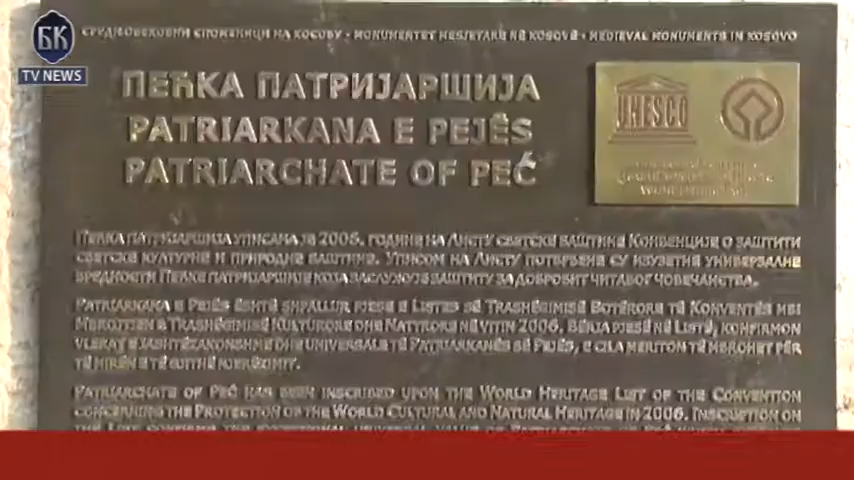 БК
TV NEWS
СРЕДЊОВЕКОВНИ СПОМЕНИЦИ НА КОСОВУ • MONUMENTET MESJETARE NË KOSOVË • MEDIEVAL MONUMENTS IN KOSOVO
ПЕЋКА ПАТРИЈАРШИЈА
PATRIARKANA E PEJËS
PATRIARCHATE OF PEĆ
UNESCO
ПЕЋКА ПАТРИЈАРШИЈА УПИСАНА ЈЕ 2006. ГОДИНЕ НА ЛИСТУ СВЕТСКЕ БАШТИНЕ КОНВЕНЦИЈЕ О ЗАШТИТИ
СВЕТСКЕ КУЛТУРНЕ И ПРИРОДНЕ БАШТИНЕ. УПИСОМ НА ЛИСТУ ПОТВРЂЕНЕ СУ ИЗУЗЕТНЕ УНИВЕРЗАЛНЕ
ВРЕДНОСТИ ПЕЋКЕ ПАТРИЈАРШИЈЕ КОЈА ЗАСЛУЖУЈЕ ЗАШТИТУ ЗА ДОБРОБИТ ЧИТАВОГ ЧОВЕЧАНСТВА.
PATRIARKANA E PEJËS ËSHTË SHPALLUR PJESË E LISTËS SË TRASHËGIMISË BOTËRORE TË KONVENTËS MBI
MBROJTJEN E TRASHËGIMISË KULTURORE DHE NATYRORE NË VITIN 2006. BËRJA PJESË NË LISTË, KONFIRMON
VLERAT E JASHTËZAKONSHME DHE UNIVERSALE TË PATRIARKANËS SË PEJËS, E CILA MERITON TË MBROHET PËR
TË MIRËN E TË GJITHË NJERËZIMIT.
PATRIARCHATE OF PEĆ HAS BEEN INSCRIBED UPON THE WORLD HERITAGE LIST OF THE CONVENTION
CONCERNING THE PROTECTION OF THE WORLD CULTURAL AND NATURAL HERITAGE IN 2006. INSCRIPTION ON